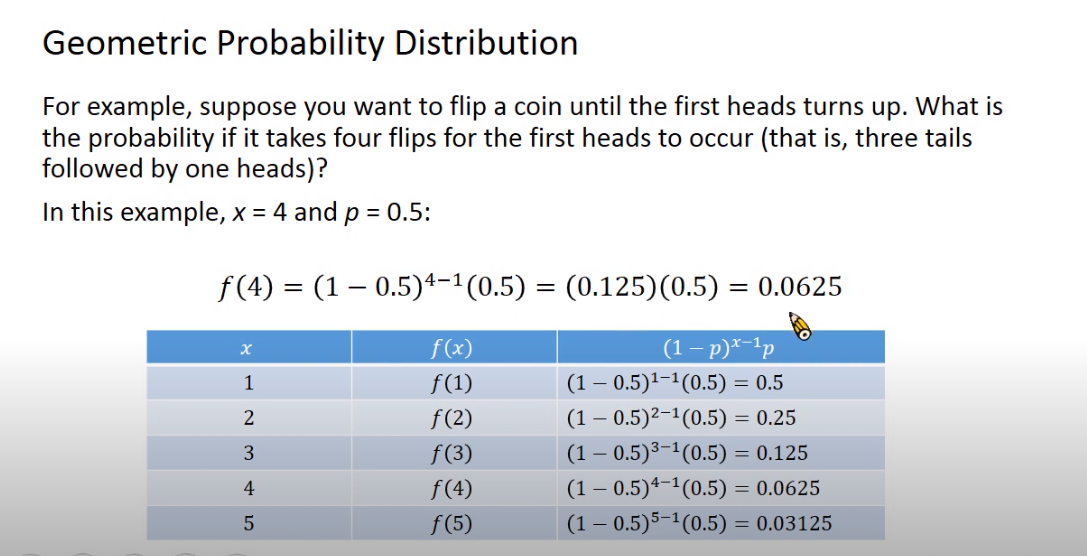 Geometric Probability Distribution
For example, suppose you want to flip a coin until the first heads turns up. What is
the probability if it takes four flips for the first heads to occur (that is, three tails
followed by one heads)?
In this example, x = 4 and p = 0.5:
f(4) = (1 − 0.5)⁴⁻¹(0.5) = (0.125)(0.5) = 0.0625
x f(x) (1 − p)ˣ⁻¹p
1 f(1) (1 − 0.5)¹⁻¹(0.5) = 0.5
2 f(2) (1 − 0.5)²⁻¹(0.5) = 0.25
3 f(3) (1 − 0.5)³⁻¹(0.5) = 0.125
4 f(4) (1 − 0.5)⁴⁻¹(0.5) = 0.0625
5 f(5) (1 − 0.5)⁵⁻¹(0.5) = 0.03125